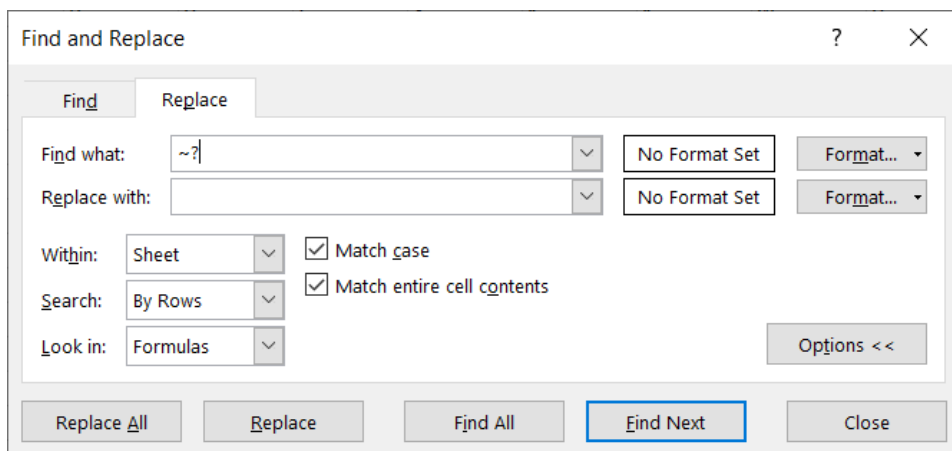 Find and Replace ? ×
Find Replace
Find what: ~? No Format Set Format...
Replace with: No Format Set Format...
Within: Sheet Match case
Match entire cell contents
Search: By Rows
Look in: Formulas Options <<
Replace All Replace Find All Find Next Close